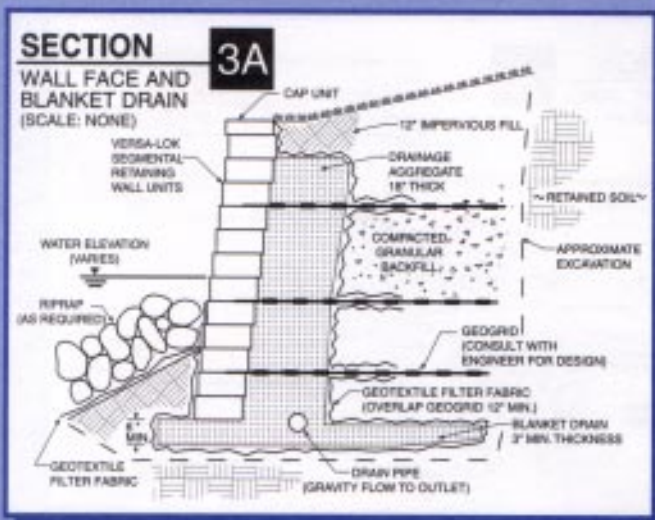 SECTION
3A
WALL FACE AND
BLANKET DRAIN
(SCALE: NONE)
CAP UNIT
12" IMPERVIOUS FILL
VERSA-LOK
SEGMENTAL
RETAINING
WALL UNITS
DRAINAGE
AGGREGATE
18" THICK
~RETAINED SOIL~
WATER ELEVATION
(VARIES)
COMPACTED
GRANULAR
BACKFILL
APPROXIMATE
EXCAVATION
RIPRAP
(AS REQUIRED)
GEOGRID
(CONSULT WITH
ENGINEER FOR DESIGN)
GEOTEXTILE FILTER FABRIC
(OVERLAP GEOGRID 12" MIN.)
6"
MIN.
BLANKET DRAIN
3" MIN. THICKNESS
GEOTEXTILE
FILTER FABRIC
DRAIN PIPE
(GRAVITY FLOW TO OUTLET)